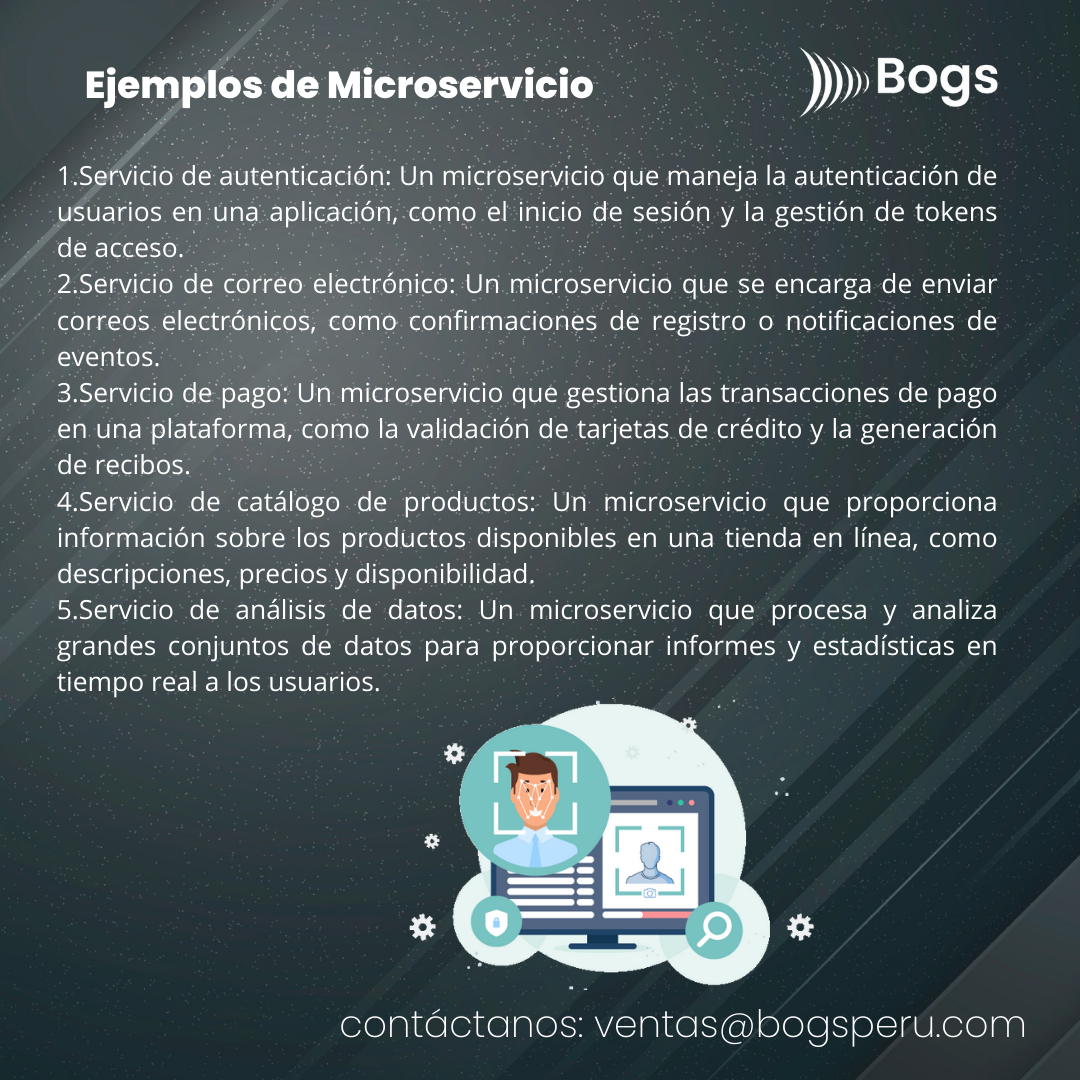 Ejemplos de Microservicio
Bogs
1.Servicio de autenticación: Un microservicio que maneja la autenticación de
usuarios en una aplicación, como el inicio de sesión y la gestión de tokens
de acceso.
2.Servicio de correo electrónico: Un microservicio que se encarga de enviar
correos electrónicos, como confirmaciones de registro o notificaciones de
eventos.
3.Servicio de pago: Un microservicio que gestiona las transacciones de pago
en una plataforma, como la validación de tarjetas de crédito y la generación
de recibos.
4.Servicio de catálogo de productos: Un microservicio que proporciona
información sobre los productos disponibles en una tienda en línea, como
descripciones, precios y disponibilidad.
5.Servicio de análisis de datos: Un microservicio que procesa y analiza
grandes conjuntos de datos para proporcionar informes y estadísticas en
tiempo real a los usuarios.
contáctanos: ventas@bogsperu.com